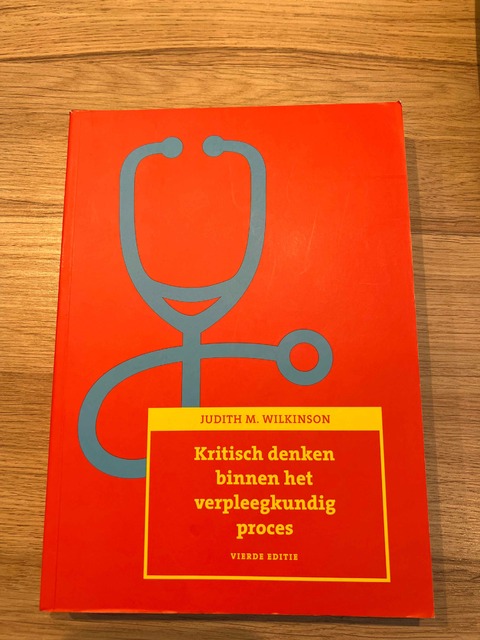 JUDITH M. WILKINSON
Kritisch denken
binnen het
verpleegkundig
proces
VIERDE EDITIE